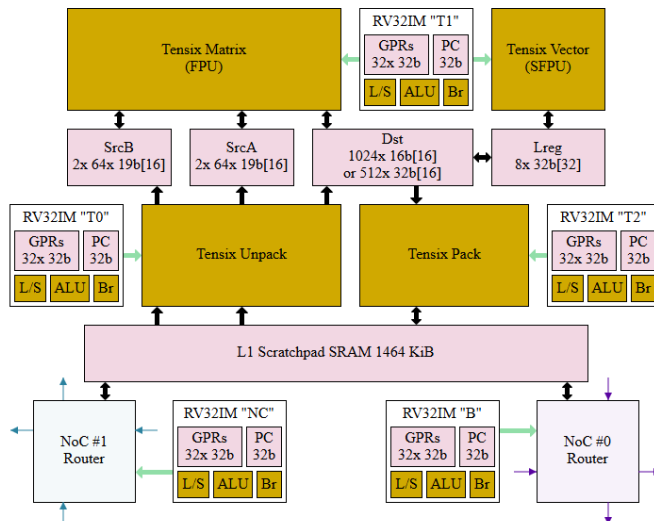 Tensix Matrix
(FPU)
RV32IM "T1"
GPRs
32x 32b
PC
32b
L/S
ALU
Br
Tensix Vector
(SFPU)
SrcB
2x 64x 19b[16]
SrcA
2x 64x 19b[16]
Dst
1024x 16b[16]
or 512x 32b[16]
Lreg
8x 32b[32]
RV32IM "T0"
GPRs
32x 32b
PC
32b
L/S
ALU
Br
Tensix Unpack
Tensix Pack
RV32IM "T2"
GPRs
32x 32b
PC
32b
L/S
ALU
Br
L1 Scratchpad SRAM 1464 KiB
NoC #1
Router
RV32IM "NC"
GPRs
32x 32b
PC
32b
L/S
ALU
Br
RV32IM "B"
GPRs
32x 32b
PC
32b
L/S
ALU
Br
NoC #0
Router